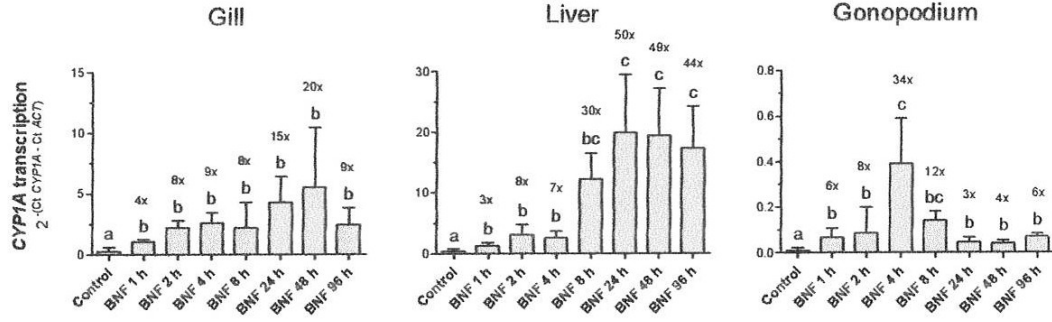 Gill
Liver
Gonopodium
CYP1A transcription
2^-(Ct CYP1A - Ct ACT)
15
10
5
0
a
4x
b
8x
b
9x
b
8x
b
15x
b
20x
b
9x
b
Control
BNF 1 h
BNF 2 h
BNF 4 h
BNF 8 h
BNF 24 h
BNF 48 h
BNF 96 h
30
20
10
0
a
3x
b
8x
b
7x
b
30x
bc
50x
c
49x
c
44x
c
Control
BNF 1 h
BNF 2 h
BNF 4 h
BNF 8 h
BNF 24 h
BNF 48 h
BNF 96 h
0.8
0.6
0.4
0.2
0.0
a
6x
b
8x
b
34x
c
12x
bc
3x
b
4x
b
6x
b
Control
BNF 1 h
BNF 2 h
BNF 4 h
BNF 8 h
BNF 24 h
BNF 48 h
BNF 96 h